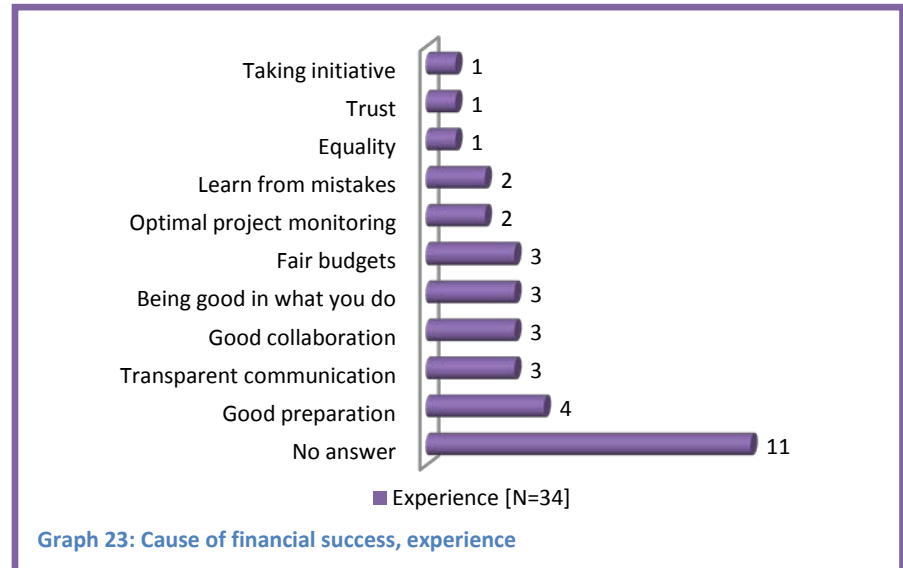 Taking initiative 1
Trust 1
Equality 1
Learn from mistakes 2
Optimal project monitoring 2
Fair budgets 3
Being good in what you do 3
Good collaboration 3
Transparent communication 3
Good preparation 4
No answer 11
Experience [N=34]
Graph 23: Cause of financial success, experience